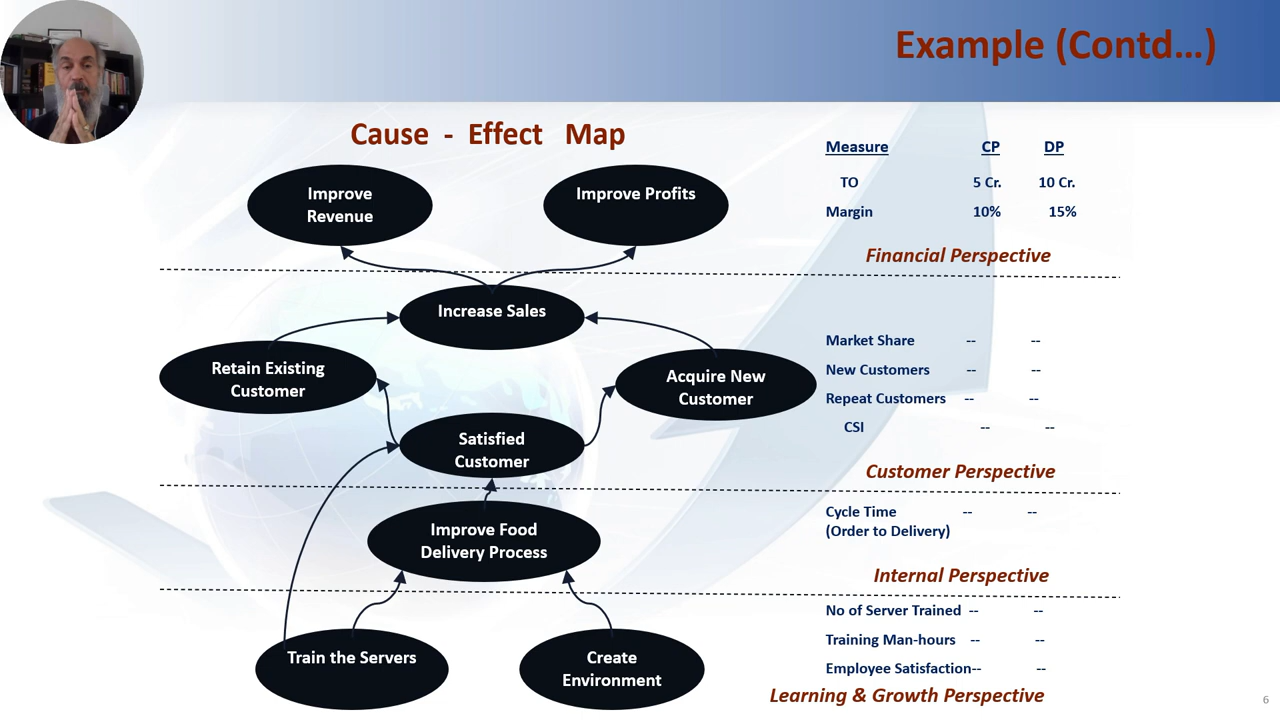 Example (Contd...)
Cause - Effect Map
Improve
Revenue
Improve Profits
Increase Sales
Retain Existing
Customer
Acquire New
Customer
Satisfied
Customer
Improve Food
Delivery Process
Train the Servers
Create
Environment
Measure CP DP
TO 5 Cr. 10 Cr.
Margin 10% 15%
Financial Perspective
Market Share -- --
New Customers -- --
Repeat Customers -- --
CSI -- --
Customer Perspective
Cycle Time -- --
(Order to Delivery)
Internal Perspective
No of Server Trained -- --
Training Man-hours -- --
Employee Satisfaction-- --
Learning & Growth Perspective
6